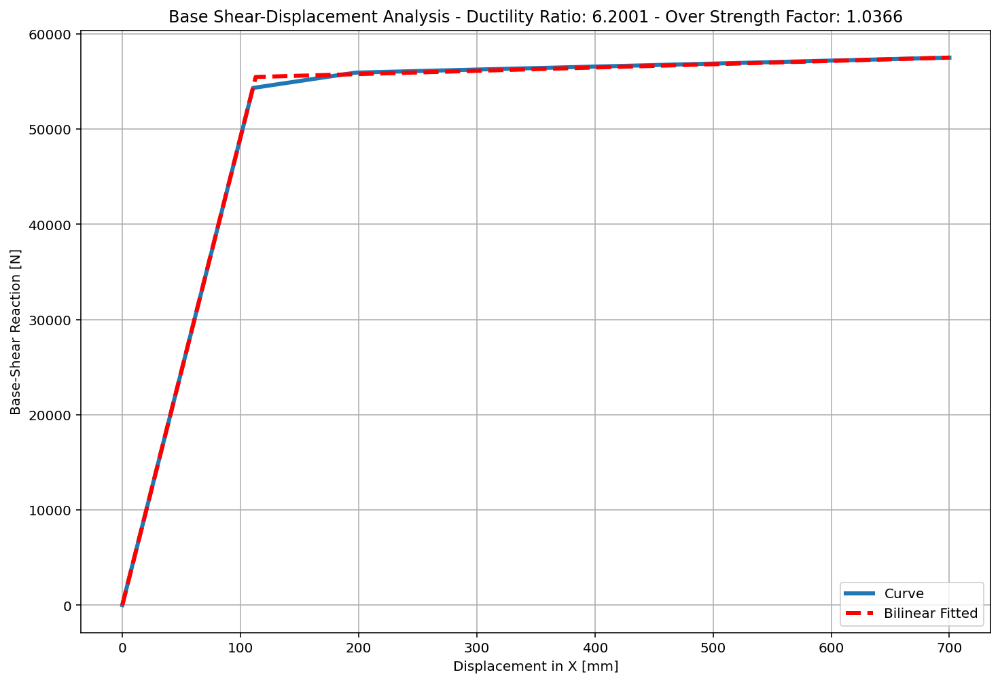 Base Shear-Displacement Analysis - Ductility Ratio: 6.2001 - Over Strength Factor: 1.0366
60000
50000
40000
30000
20000
10000
0
Base-Shear Reaction [N]
0 100 200 300 400 500 600 700
Displacement in X [mm]
Curve
Bilinear Fitted